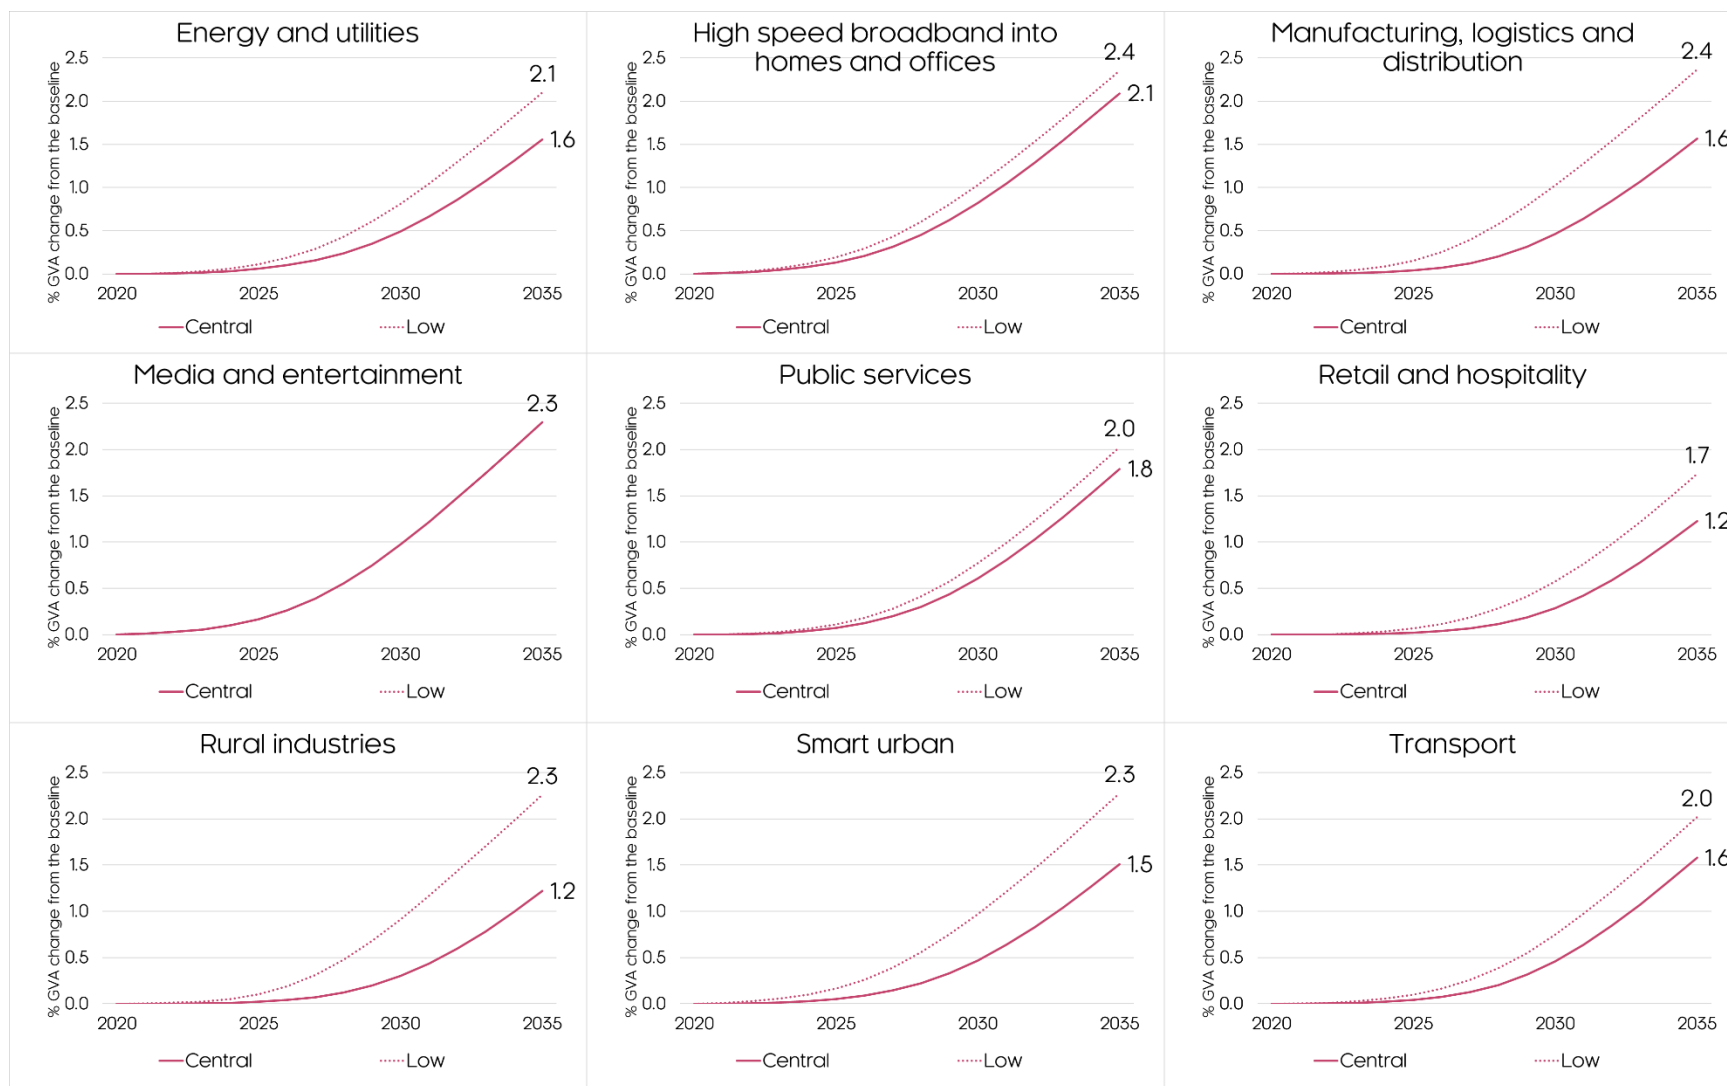 Energy and utilities
% GVA change from the baseline
2.5
2.0
1.5
1.0
0.5
0.0
2.1
1.6
2020 2025 2030 2035
Central Low
High speed broadband into
homes and offices
% GVA change from the baseline
2.5
2.0
1.5
1.0
0.5
0.0
2.4
2.1
2020 2025 2030 2035
Central Low
Manufacturing, logistics and
distribution
% GVA change from the baseline
2.5
2.0
1.5
1.0
0.5
0.0
2.4
1.6
2020 2025 2030 2035
Central Low
Media and entertainment
% GVA change from the baseline
2.5
2.0
1.5
1.0
0.5
0.0
2.3
2020 2025 2030 2035
Central Low
Public services
% GVA change from the baseline
2.5
2.0
1.5
1.0
0.5
0.0
2.0
1.8
2020 2025 2030 2035
Central Low
Retail and hospitality
% GVA change from the baseline
2.5
2.0
1.5
1.0
0.5
0.0
1.7
1.2
2020 2025 2030 2035
Central Low
Rural industries
% GVA change from the baseline
2.5
2.0
1.5
1.0
0.5
0.0
2.3
1.2
2020 2025 2030 2035
Central Low
Smart urban
% GVA change from the baseline
2.5
2.0
1.5
1.0
0.5
0.0
2.3
1.5
2020 2025 2030 2035
Central Low
Transport
% GVA change from the baseline
2.5
2.0
1.5
1.0
0.5
0.0
2.0
1.6
2020 2025 2030 2035
Central Low